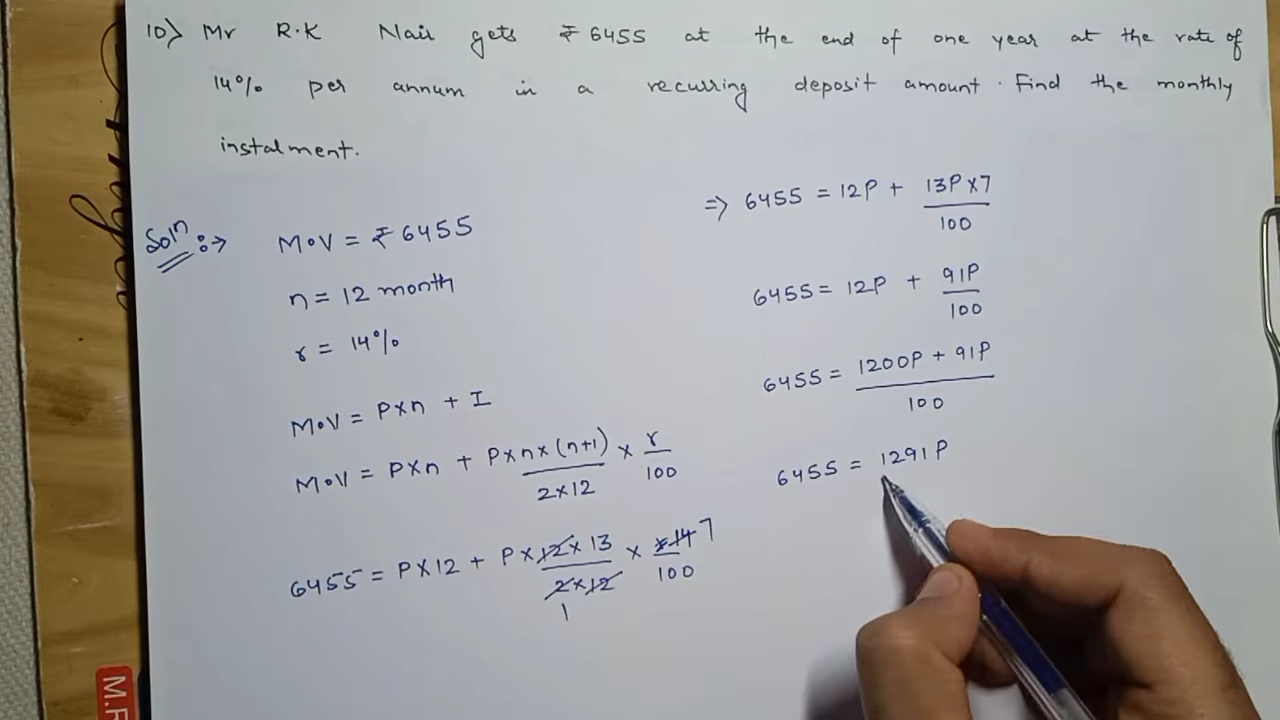 10> Mr R.K Nair gets ₹ 6455 at the end of one year at the rate of
14% per annum in a recurring deposit amount. Find the monthly
instalment.
Soln :→
M.V = ₹ 6455
n = 12 month
r = 14%
M.V = P×n + I
M.V = P×n + P×n×(n+1)/2×12 × r/100
6455 = P×12 + P×12×13/2×12 × 14/100
7
1
=> 6455 = 12P + 13P×7/100
6455 = 12P + 91P/100
6455 = 1200P + 91P/100
6455 = 1291P